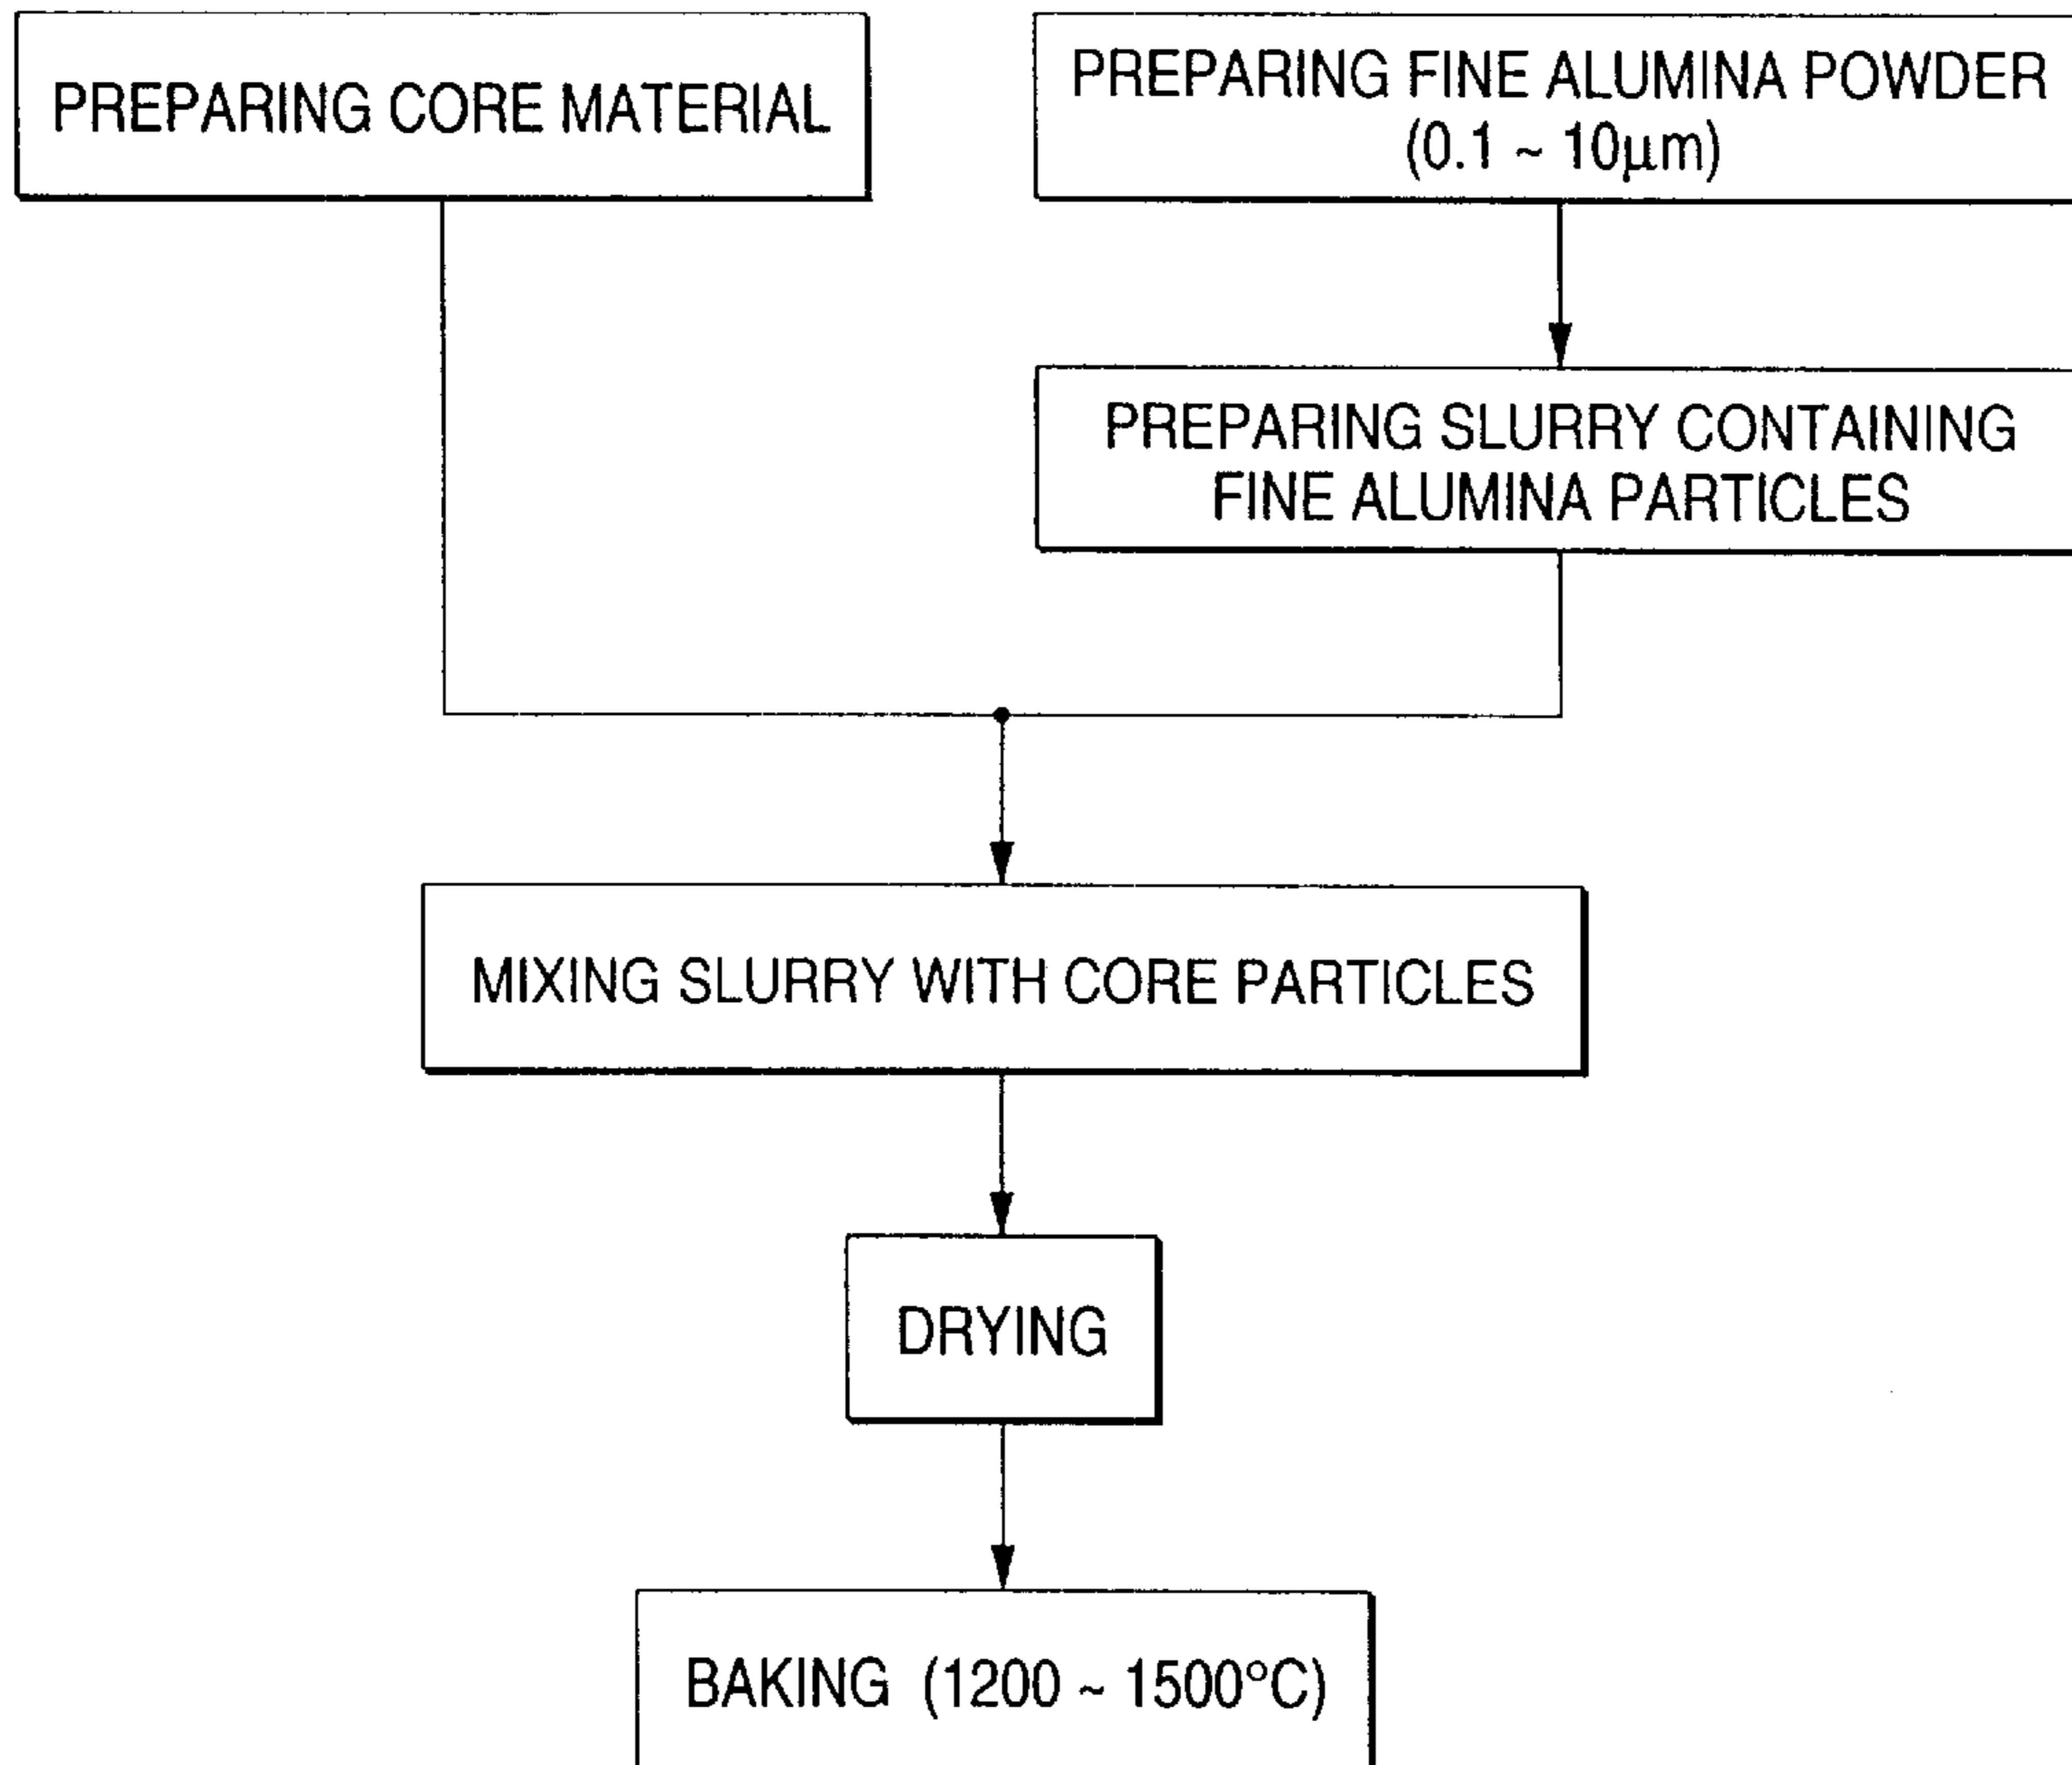 PREPARING CORE MATERIAL
PREPARING FINE ALUMINA POWDER
(0.1 ~ 10μm)
PREPARING SLURRY CONTAINING
FINE ALUMINA PARTICLES
MIXING SLURRY WITH CORE PARTICLES
DRYING
BAKING (1200 ~ 1500°C)